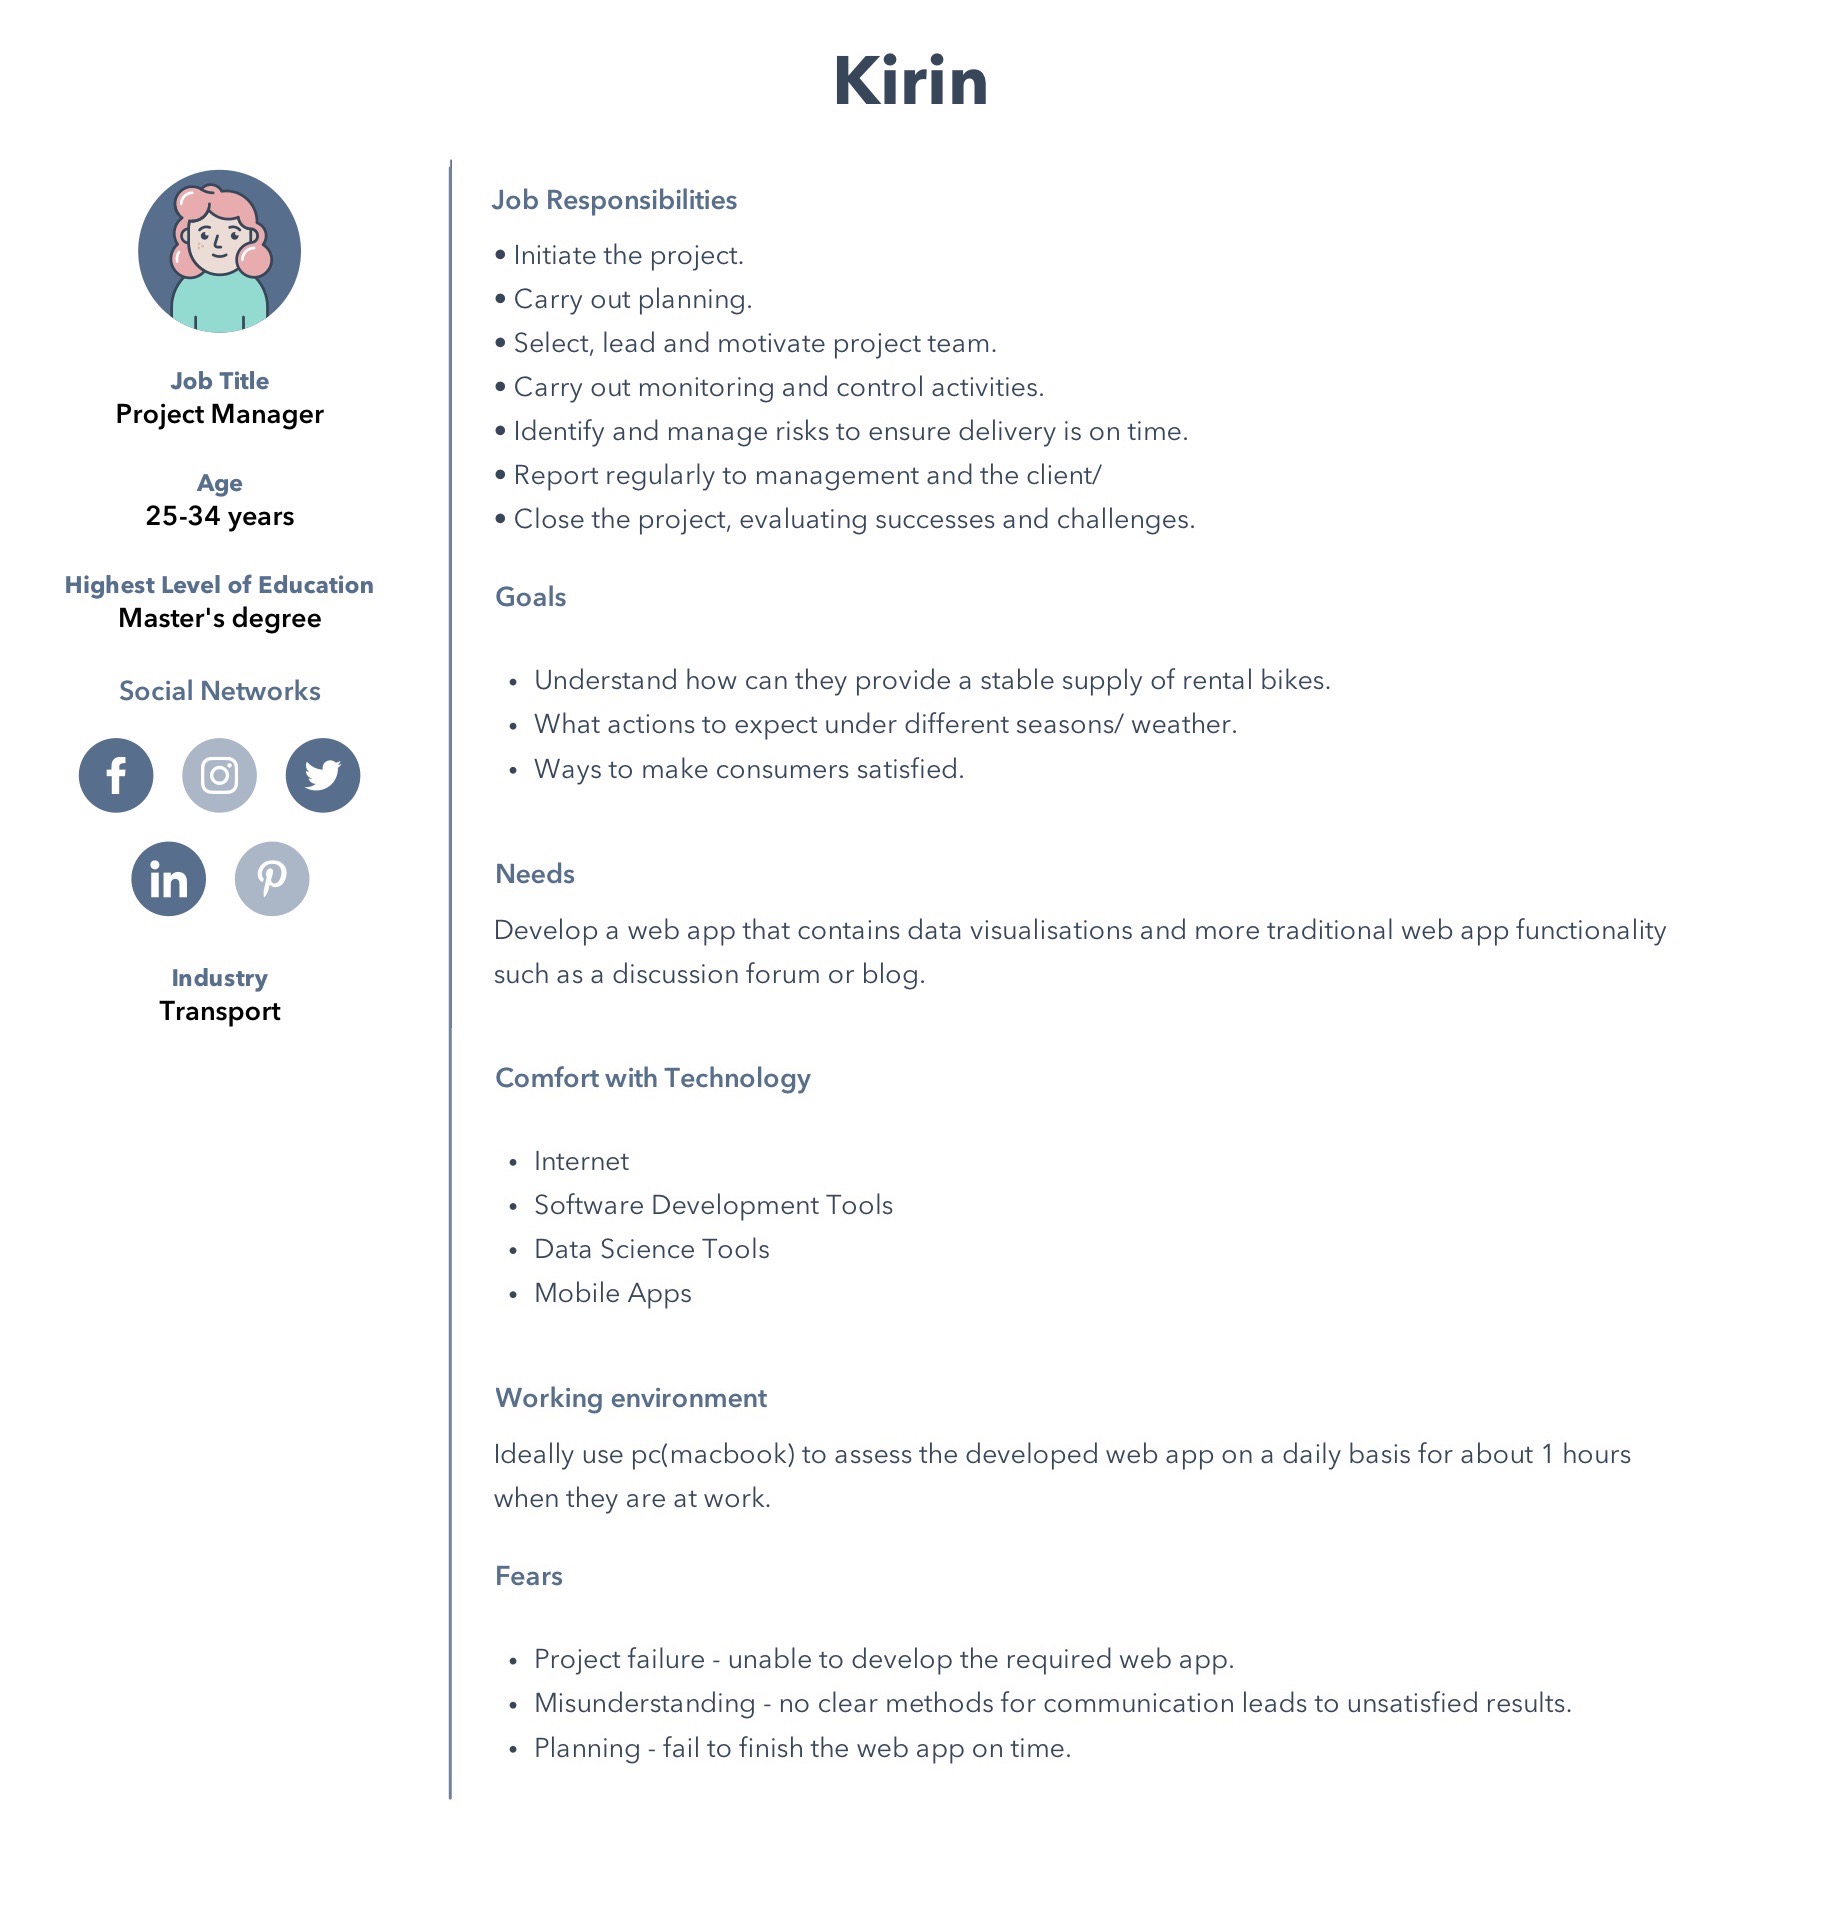 Kirin
Job Title
Project Manager
Age
25-34 years
Highest Level of Education
Master's degree
Social Networks
f
in
Industry
Transport
Job Responsibilities
• Initiate the project.
• Carry out planning.
• Select, lead and motivate project team.
• Carry out monitoring and control activities.
• Identify and manage risks to ensure delivery is on time.
• Report regularly to management and the client/
• Close the project, evaluating successes and challenges.
Goals
• Understand how can they provide a stable supply of rental bikes.
• What actions to expect under different seasons/ weather.
• Ways to make consumers satisfied.
Needs
Develop a web app that contains data visualisations and more traditional web app functionality
such as a discussion forum or blog.
Comfort with Technology
• Internet
• Software Development Tools
• Data Science Tools
• Mobile Apps
Working environment
Ideally use pc(macbook) to assess the developed web app on a daily basis for about 1 hours
when they are at work.
Fears
• Project failure - unable to develop the required web app.
• Misunderstanding - no clear methods for communication leads to unsatisfied results.
• Planning - fail to finish the web app on time.